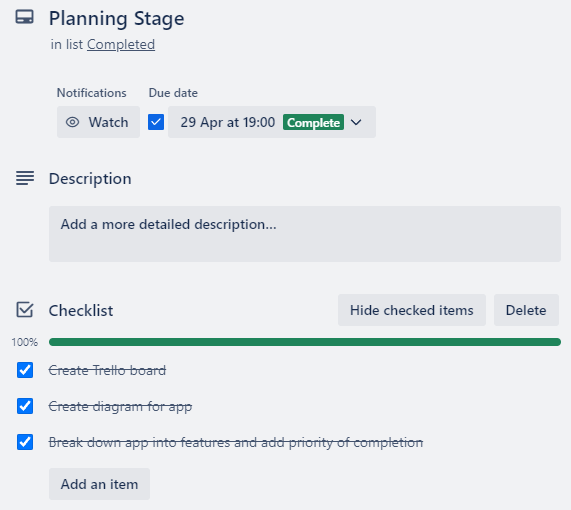 Planning Stage
in list Completed
Notifications Due date
Watch 29 Apr at 19:00 Complete
Description
Add a more detailed description...
Checklist Hide checked items Delete
100%
Create Trello board
Create diagram for app
Break down app into features and add priority of completion
Add an item